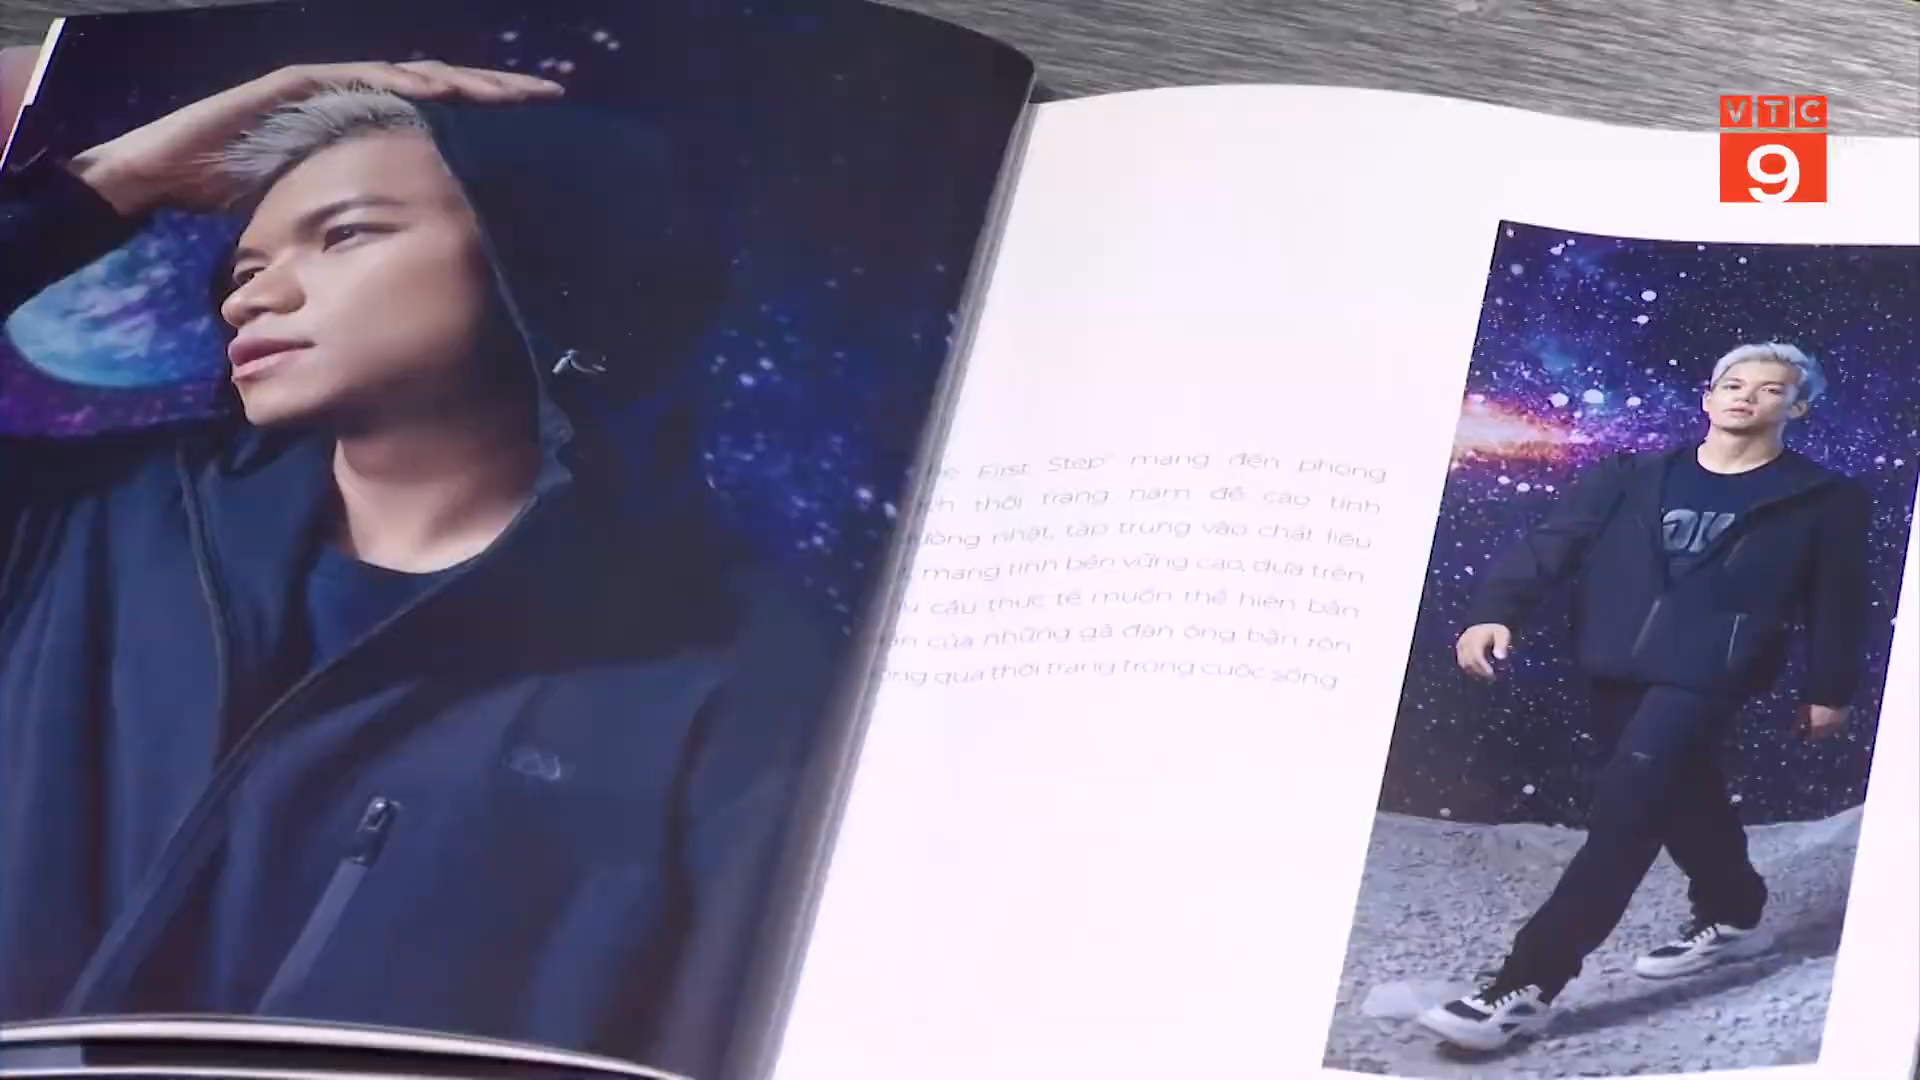 VTC
9
First Step" mang đến phong
thời trang nam đề cao tính
nhất, tập trung vào chất liệu
mang tính bền vững cao, dựa trên
cầu thực tế muốn thể hiện bản
của những gã đàn ông bận rộn
qua thời trang trong cuộc sống